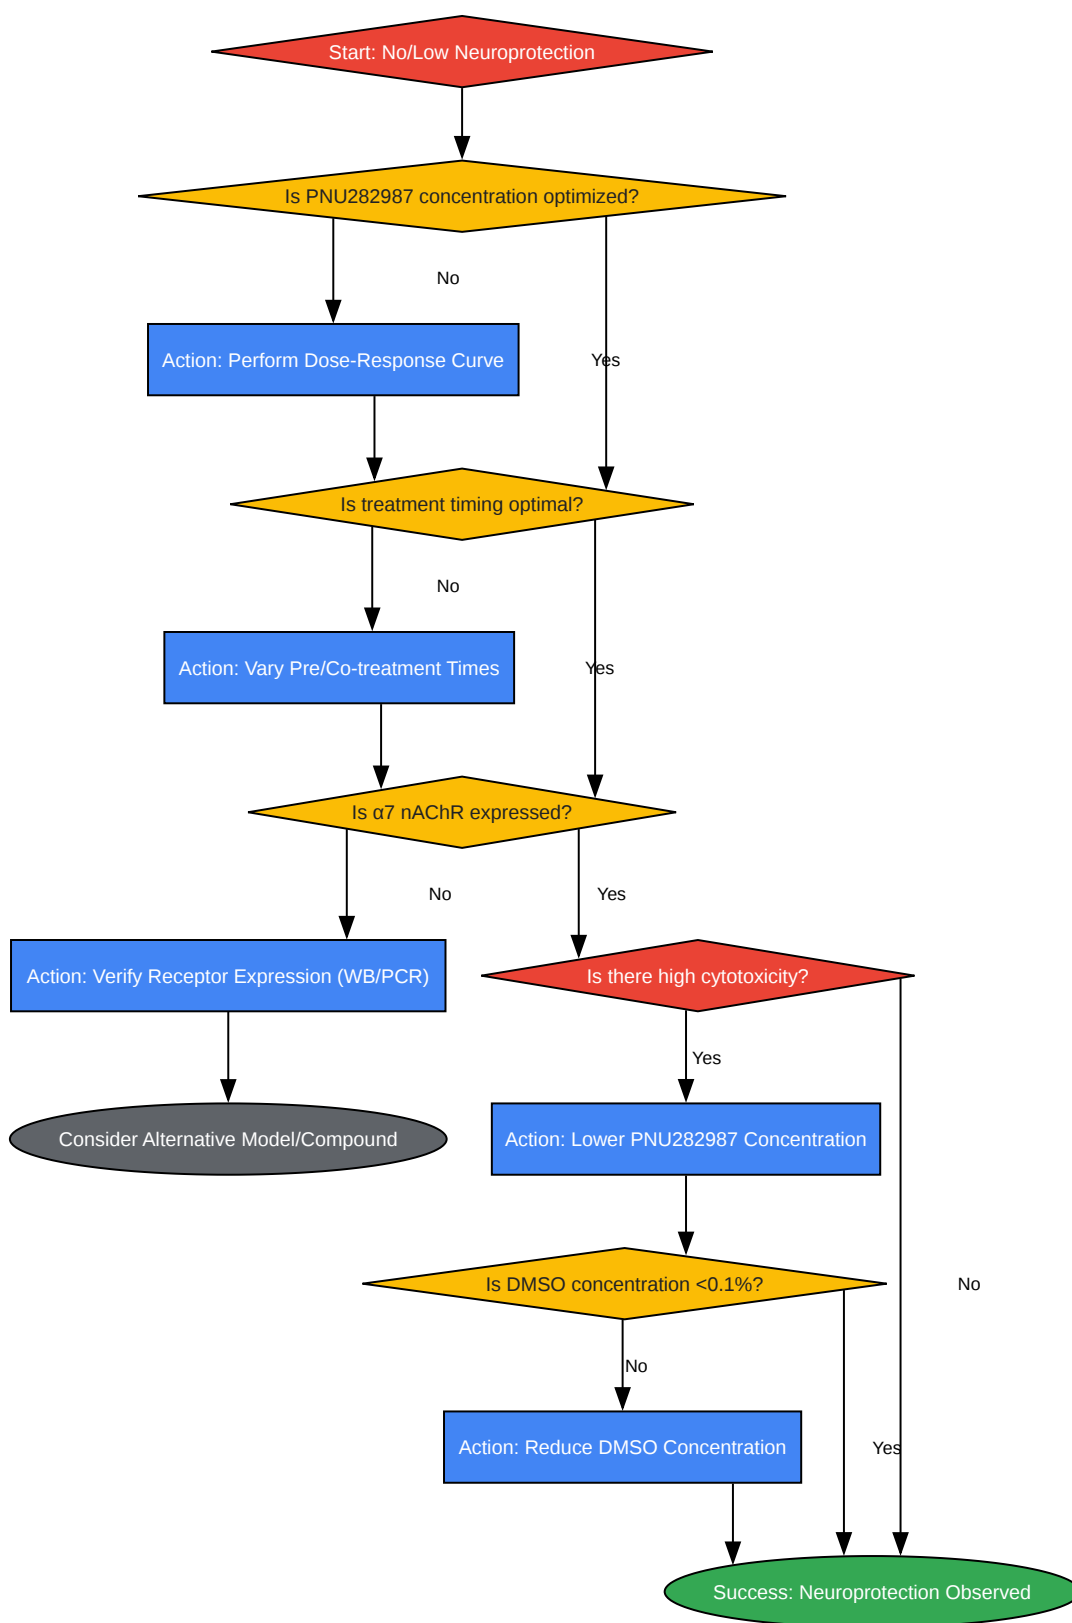 Start: No/Low Neuroprotection
Is PNU282987 concentration optimized?
No
Action: Perform Dose-Response Curve
Yes
Is treatment timing optimal?
No
Action: Vary Pre/Co-treatment Times
Yes
Is α7 nAChR expressed?
No
Yes
Action: Verify Receptor Expression (WB/PCR)
Is there high cytotoxicity?
Yes
Consider Alternative Model/Compound
Action: Lower PNU282987 Concentration
Is DMSO concentration <0.1%?
No
No
Action: Reduce DMSO Concentration
Yes
Success: Neuroprotection Observed